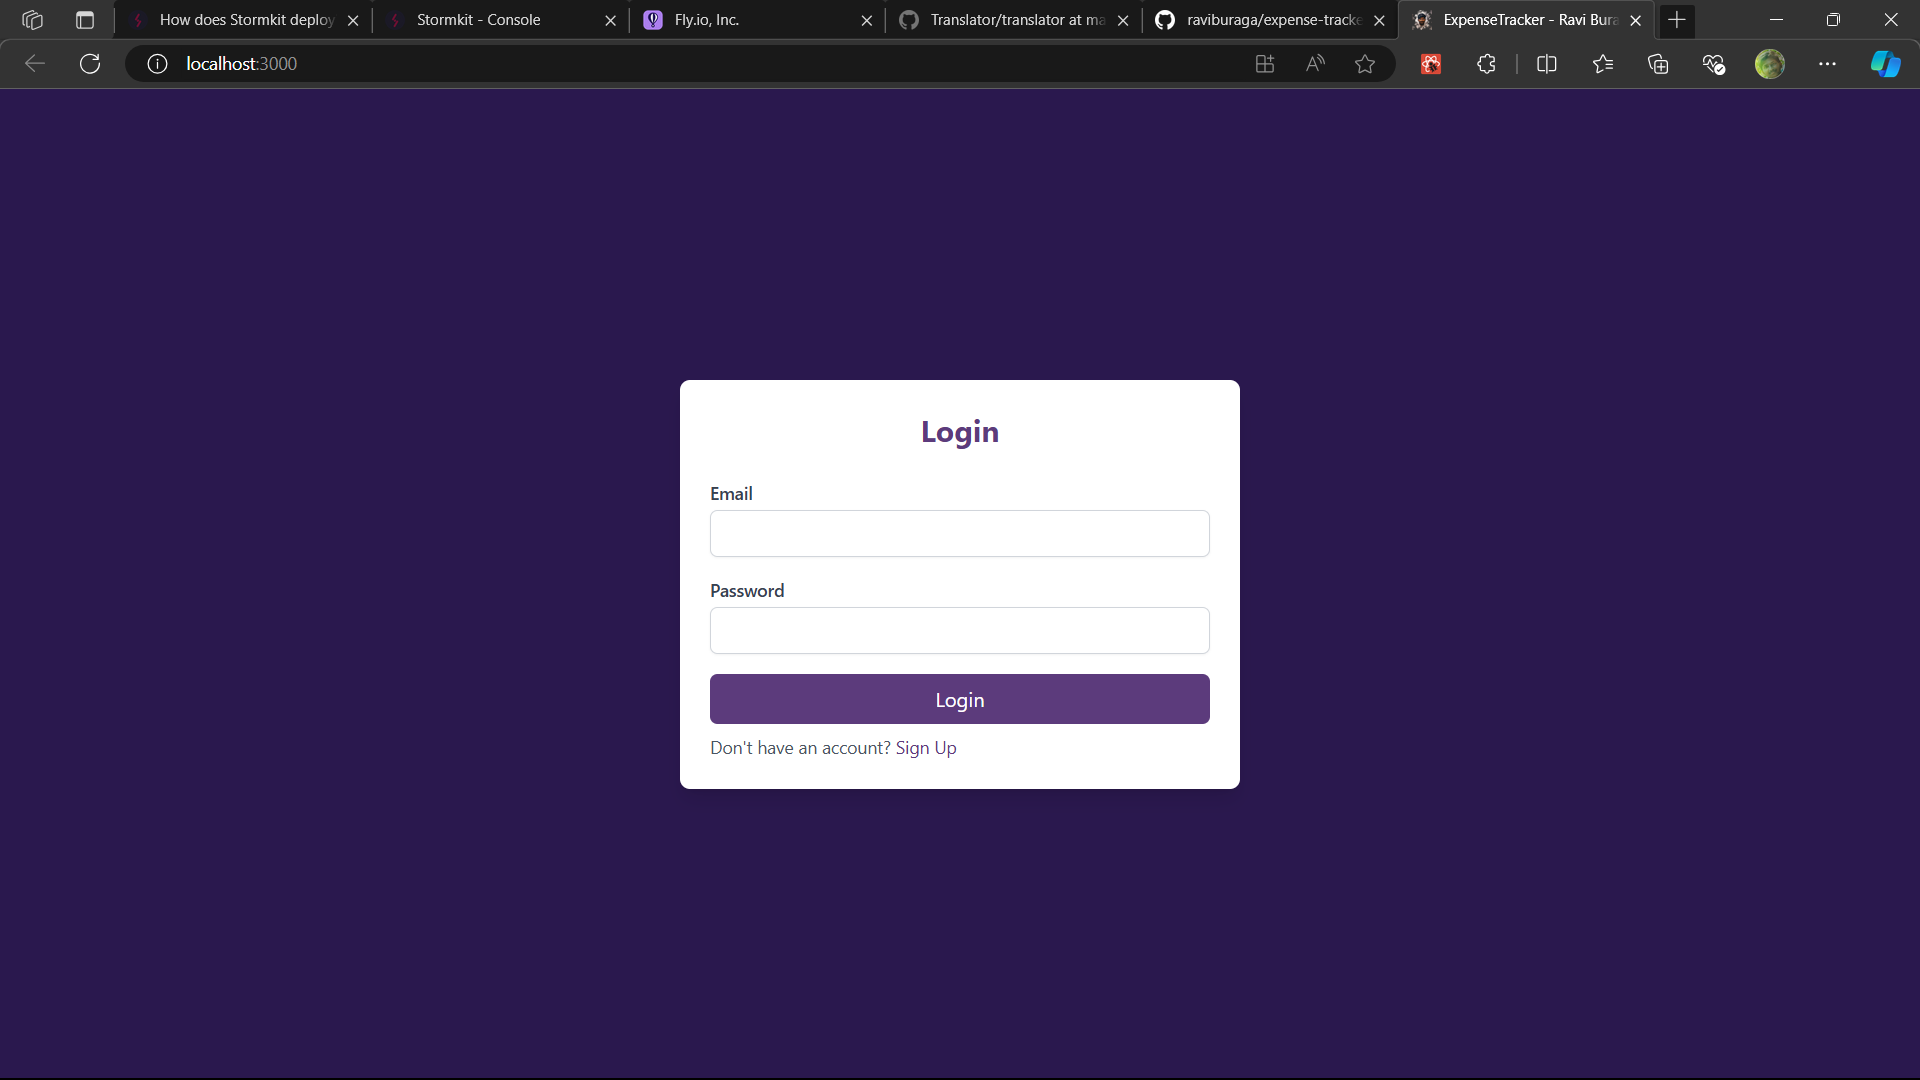 How does Stormkit deploy
Stormkit - Console
Fly.io, Inc.
Translator/translator at ma
raviburaga/expense-tracke
ExpenseTracker - Ravi Bura
localhost:3000
Login
Email
Password
Login
Don't have an account? Sign Up